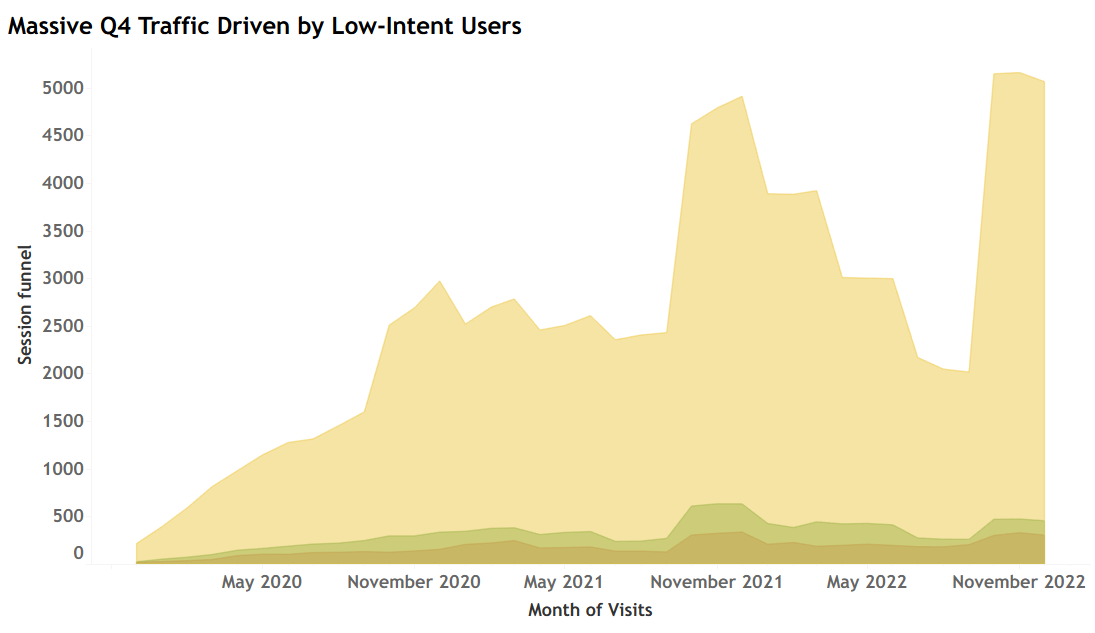 Massive Q4 Traffic Driven by Low-Intent Users
5000
4500
4000
3500
3000
2500
2000
1500
1000
500
0
Session funnel
May 2020
November 2020
May 2021
November 2021
May 2022
November 2022
Month of Visits